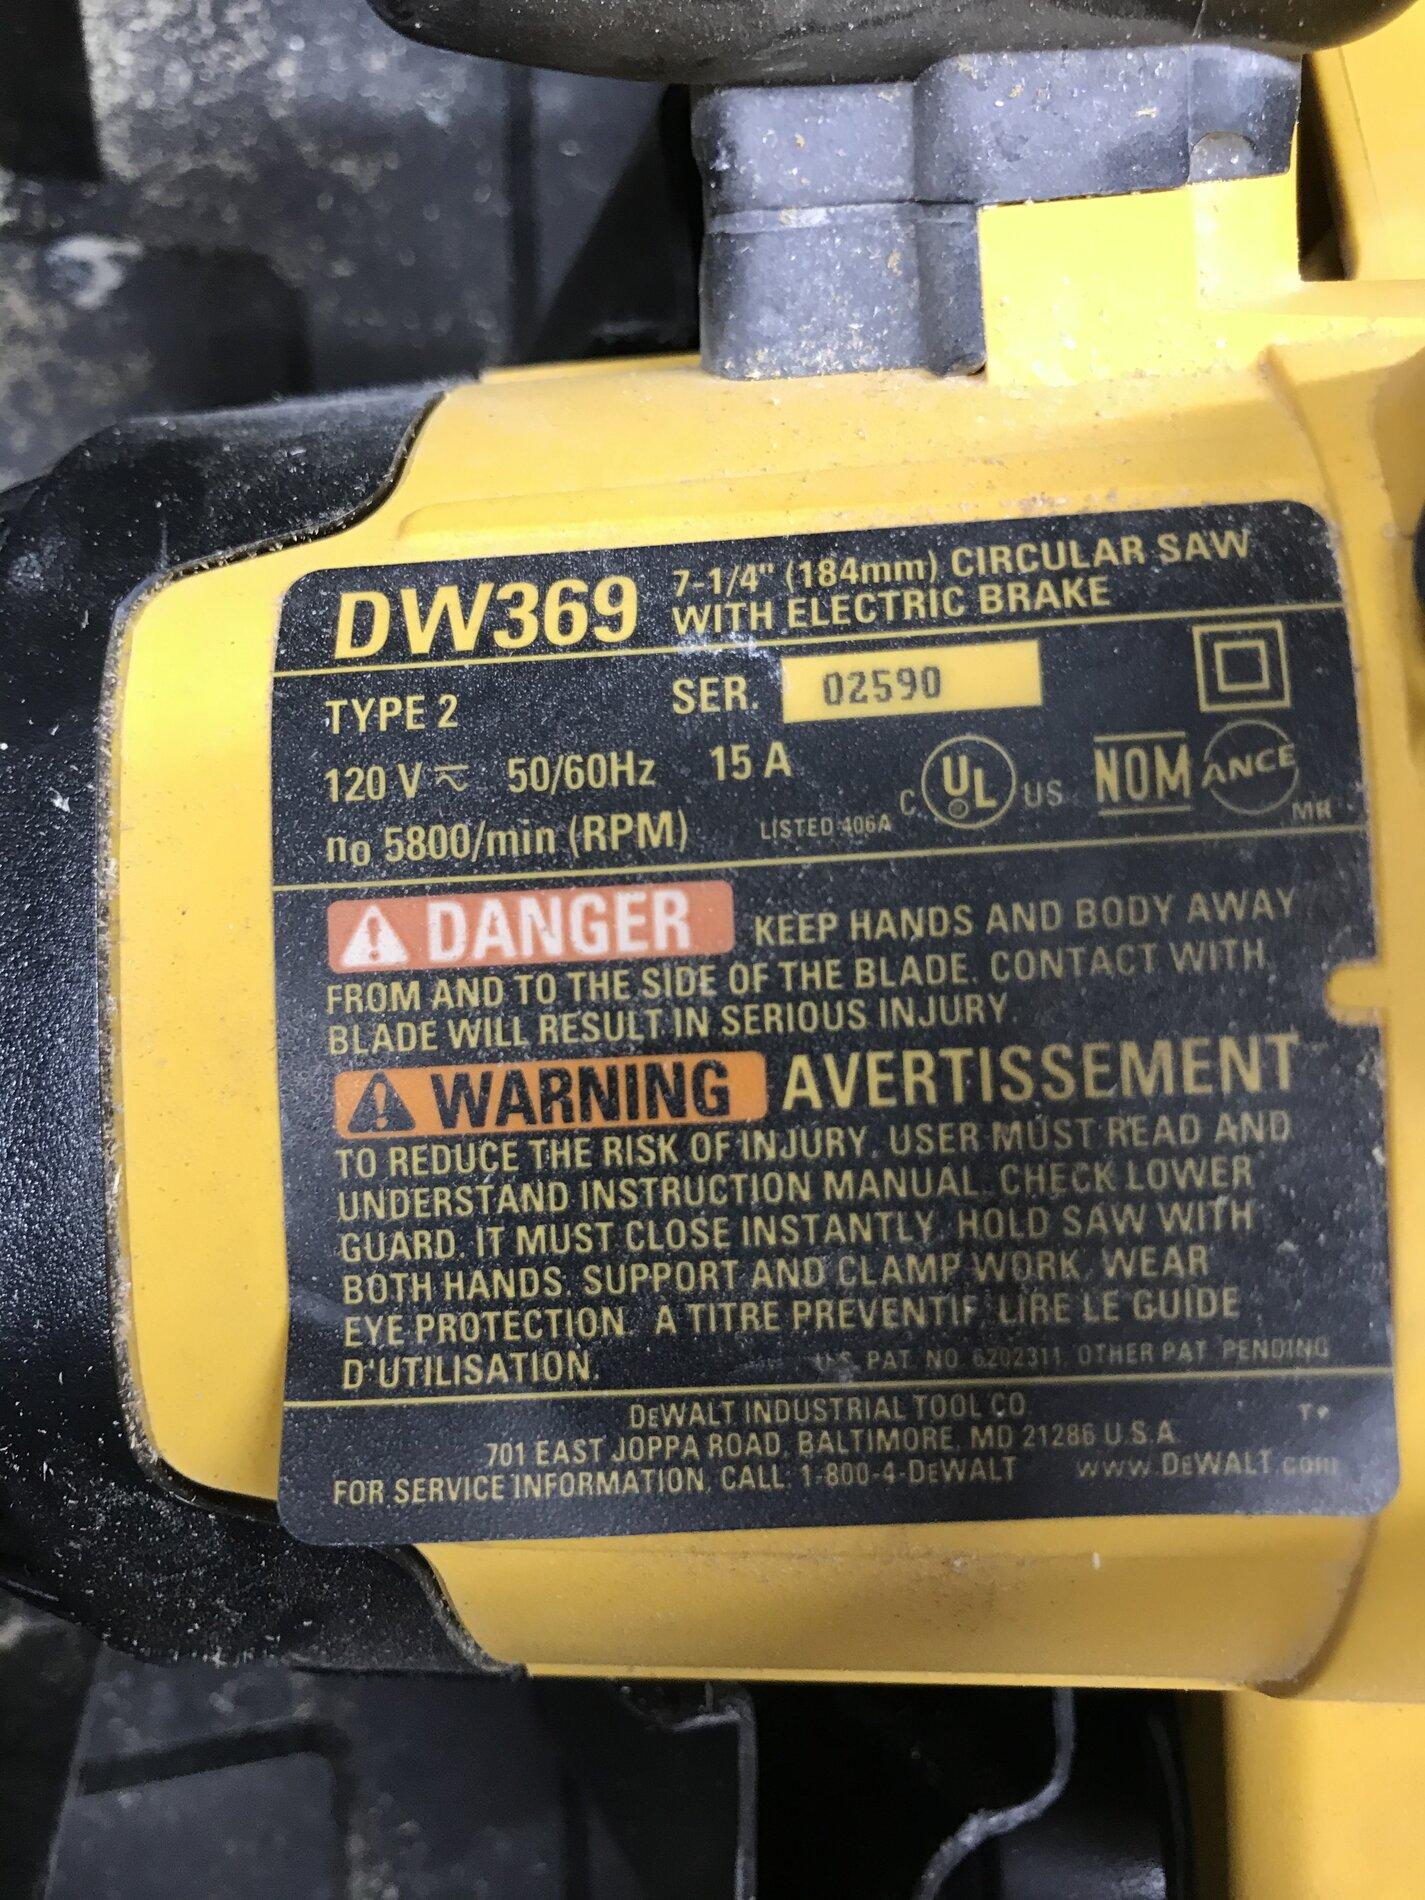 DW369 7-1/4" (184mm) CIRCULAR SAW
WITH ELECTRIC BRAKE
TYPE 2 SER. 02590
120 V ⎓ 50/60Hz 15 A
C UL US NOM ANCE MR
no 5800/min (RPM) LISTED 406A
DANGER KEEP HANDS AND BODY AWAY
FROM AND TO THE SIDE OF THE BLADE. CONTACT WITH
BLADE WILL RESULT IN SERIOUS INJURY.
WARNING AVERTISSEMENT
TO REDUCE THE RISK OF INJURY, USER MUST READ AND
UNDERSTAND INSTRUCTION MANUAL. CHECK LOWER
GUARD. IT MUST CLOSE INSTANTLY. HOLD SAW WITH
BOTH HANDS. SUPPORT AND CLAMP WORK. WEAR
EYE PROTECTION. A TITRE PREVENTIF, LIRE LE GUIDE
D'UTILISATION. U.S. PAT. NO. 6202311, OTHER PAT. PENDING
DEWALT INDUSTRIAL TOOL CO.
701 EAST JOPPA ROAD, BALTIMORE, MD 21286 U.S.A.
FOR SERVICE INFORMATION, CALL: 1-800-4-DEWALT www.DEWALT.com